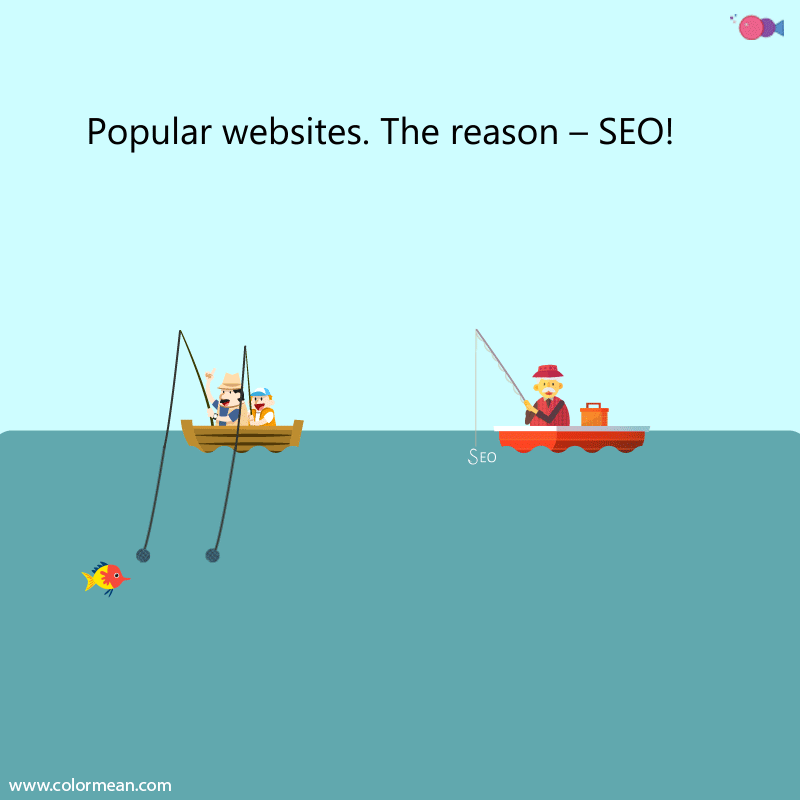 Popular websites. The reason – SEO!
SEO
www.colormean.com